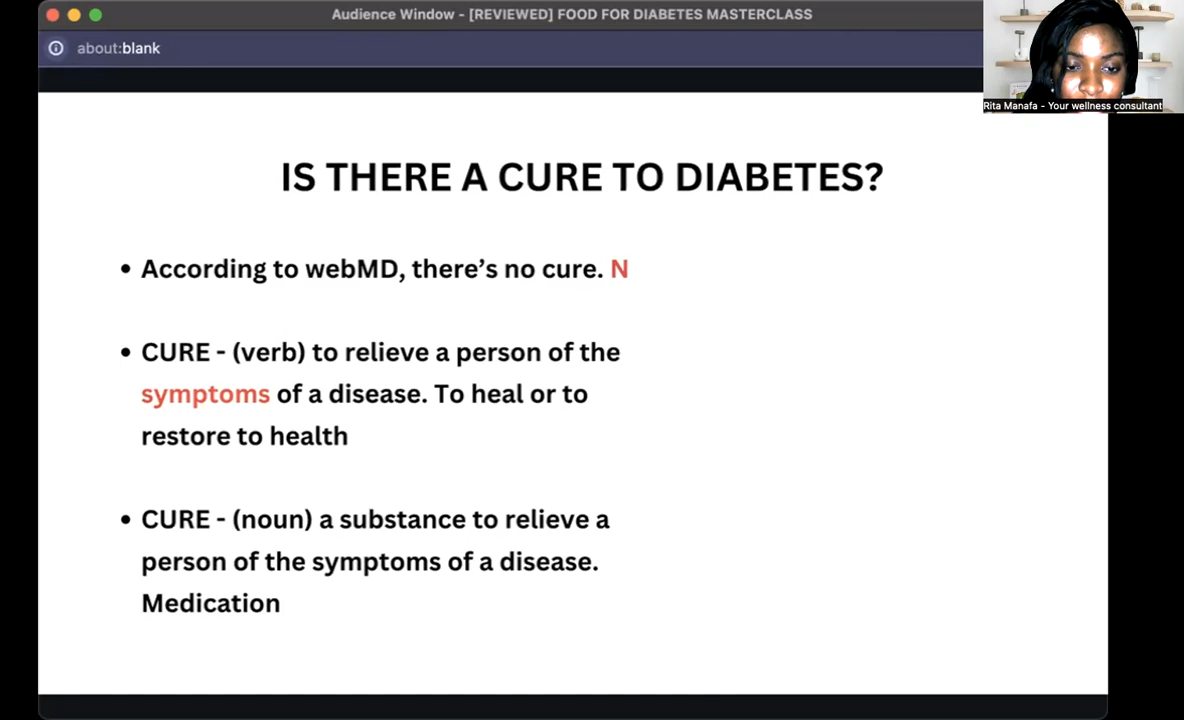 Audience Window - [REVIEWED] FOOD FOR DIABETES MASTERCLASS
about:blank
Rita Manafa - Your wellness consultant
IS THERE A CURE TO DIABETES?
• According to webMD, there’s no cure. N
• CURE - (verb) to relieve a person of the
symptoms of a disease. To heal or to
restore to health
• CURE - (noun) a substance to relieve a
person of the symptoms of a disease.
Medication